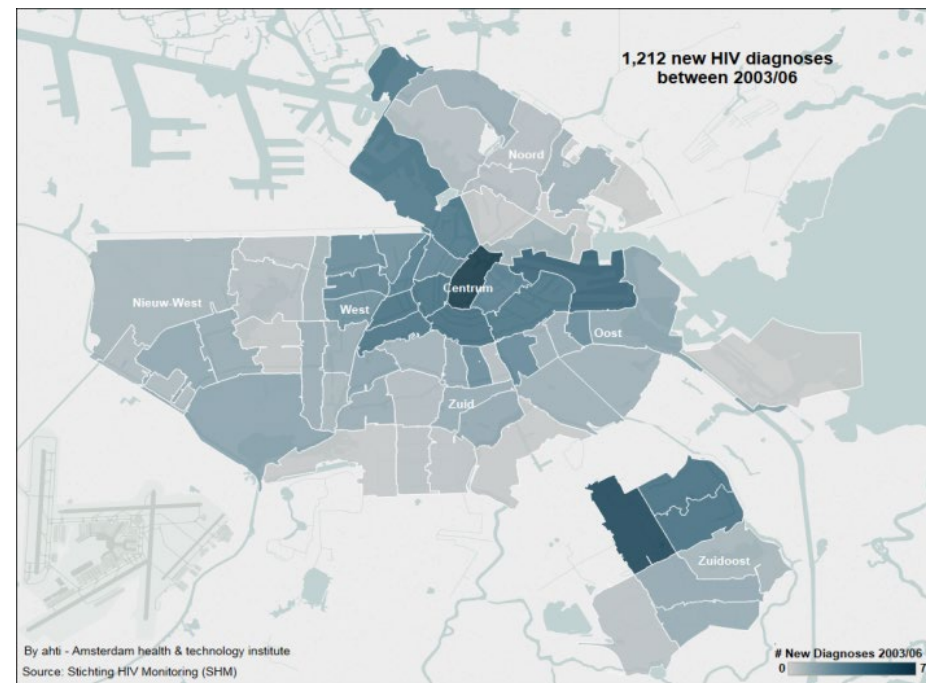 1,212 new HIV diagnoses
between 2003/06
Noord
Nieuw-West
West
Centrum
Oost
Zuid
Zuidoost
By ahti - Amsterdam health & technology institute
Source: Stichting HIV Monitoring (SHM)
# New Diagnoses 2003/06
0